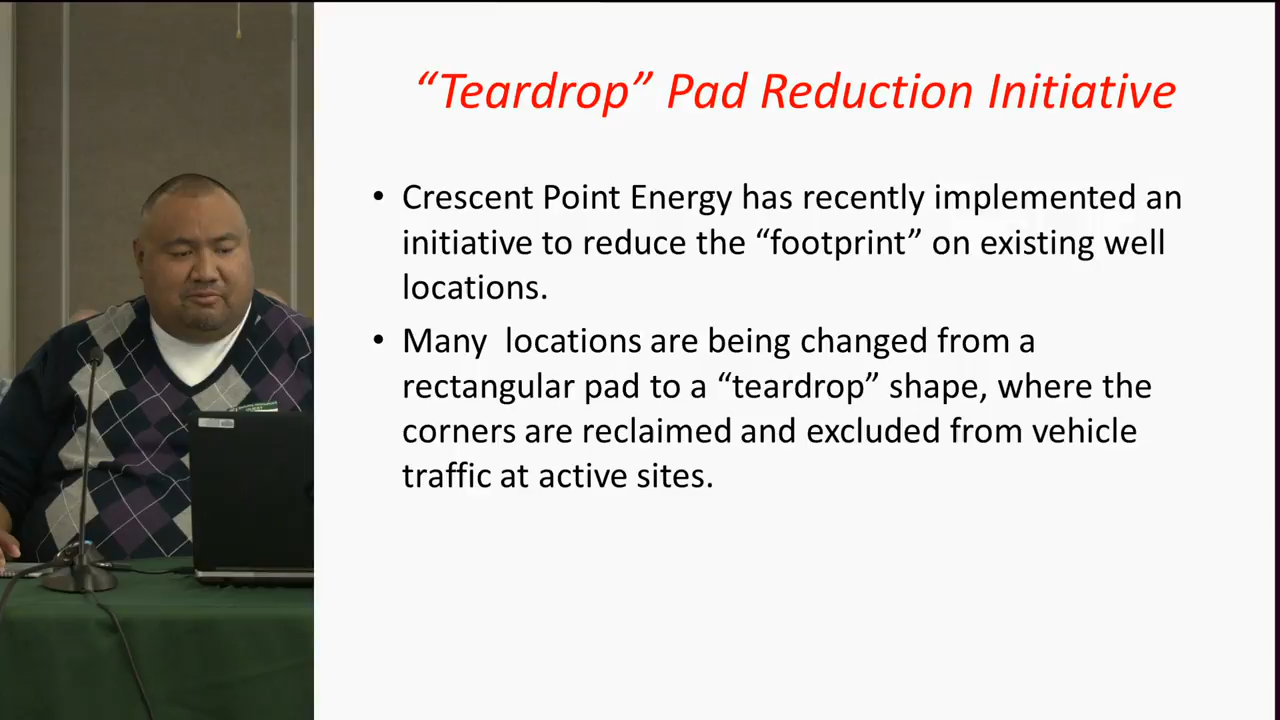 “Teardrop” Pad Reduction Initiative
• Crescent Point Energy has recently implemented an
initiative to reduce the “footprint” on existing well
locations.
• Many locations are being changed from a
rectangular pad to a “teardrop” shape, where the
corners are reclaimed and excluded from vehicle
traffic at active sites.